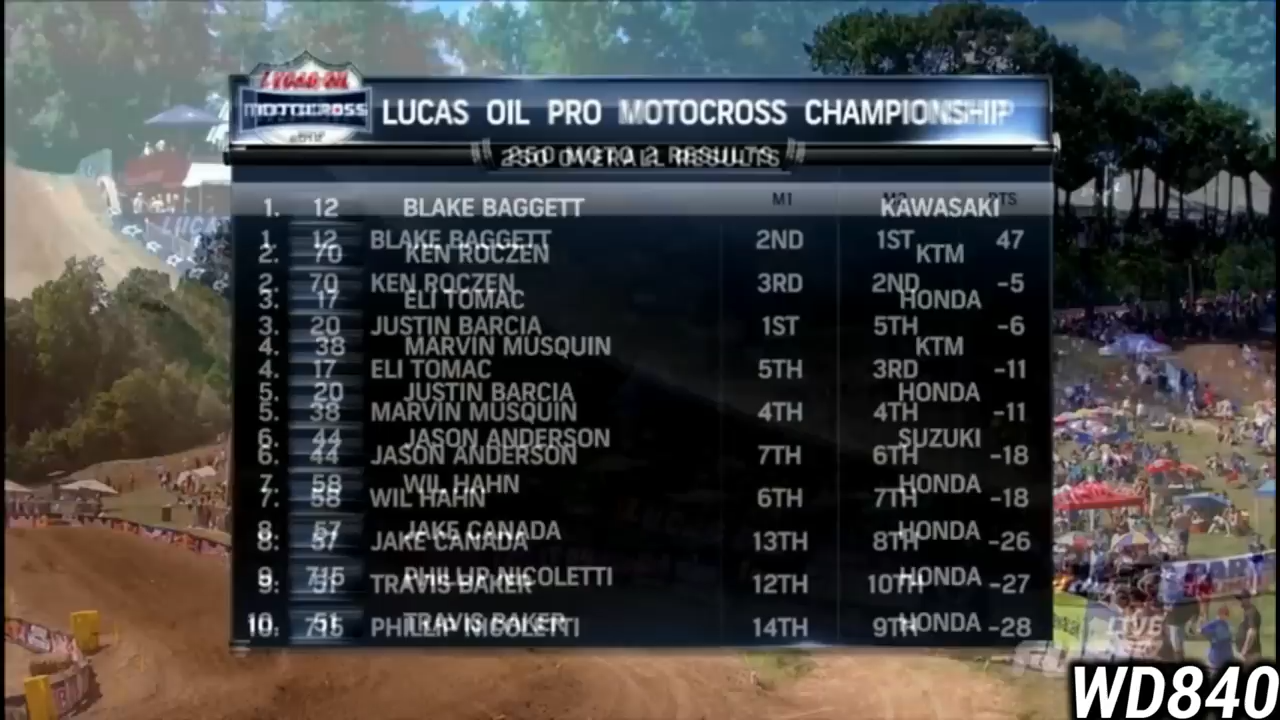 LUCAS OIL
MOTOCROSS
2012
LUCAS OIL PRO MOTOCROSS CHAMPIONSHIP
250 MOTO 2 RESULTS
250 OVERALL RESULTS
M1 M2 PTS
1. 12 BLAKE BAGGETT KAWASAKI
1. 12 BLAKE BAGGETT 2ND 1ST 47
2. 70 KEN ROCZEN KTM
2. 70 KEN ROCZEN 3RD 2ND -5
3. 17 ELI TOMAC HONDA
3. 20 JUSTIN BARCIA 1ST 5TH -6
4. 38 MARVIN MUSQUIN KTM
4. 17 ELI TOMAC 5TH 3RD -11
5. 20 JUSTIN BARCIA HONDA
5. 38 MARVIN MUSQUIN 4TH 4TH -11
6. 44 JASON ANDERSON SUZUKI
6. 44 JASON ANDERSON 7TH 6TH -18
7. 58 WIL HAHN HONDA
7. 58 WIL HAHN 6TH 7TH -18
8. 57 JAKE CANADA HONDA
8. 57 JAKE CANADA 13TH 8TH -26
9. 715 PHILLIP NICOLETTI HONDA
9. 51 TRAVIS BAKER 12TH 10TH -27
10. 51 TRAVIS BAKER HONDA
10. 715 PHILLIP NICOLETTI 14TH 9TH -28
LIVE
WD840